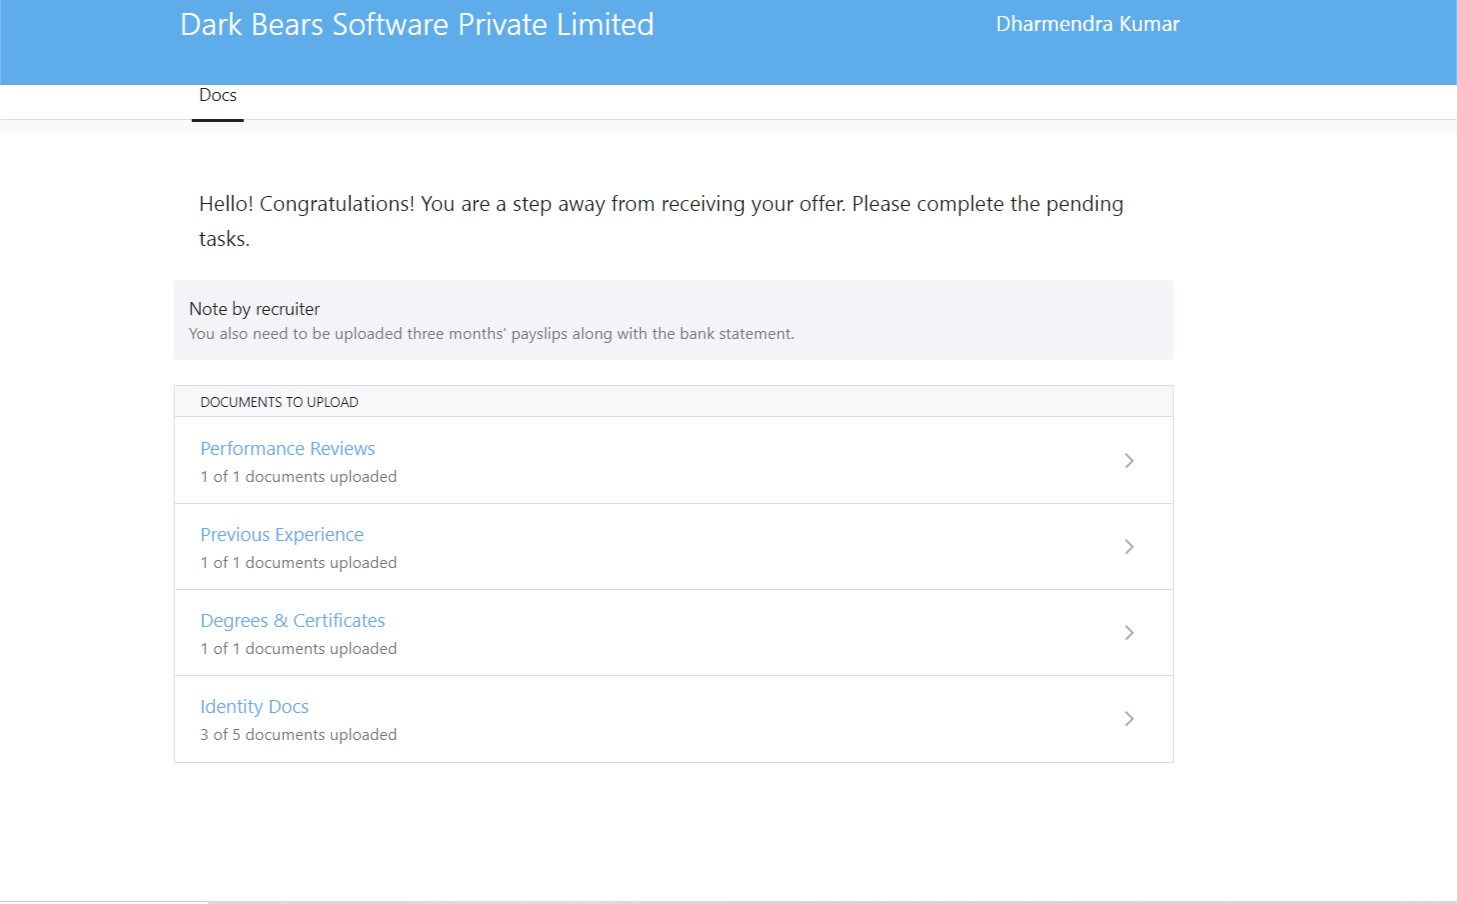 Dark Bears Software Private Limited
Dharmendra Kumar
Docs
Hello! Congratulations! You are a step away from receiving your offer. Please complete the pending
tasks.
Note by recruiter
You also need to be uploaded three months' payslips along with the bank statement.
DOCUMENTS TO UPLOAD
Performance Reviews
1 of 1 documents uploaded
Previous Experience
1 of 1 documents uploaded
Degrees & Certificates
1 of 1 documents uploaded
Identity Docs
3 of 5 documents uploaded